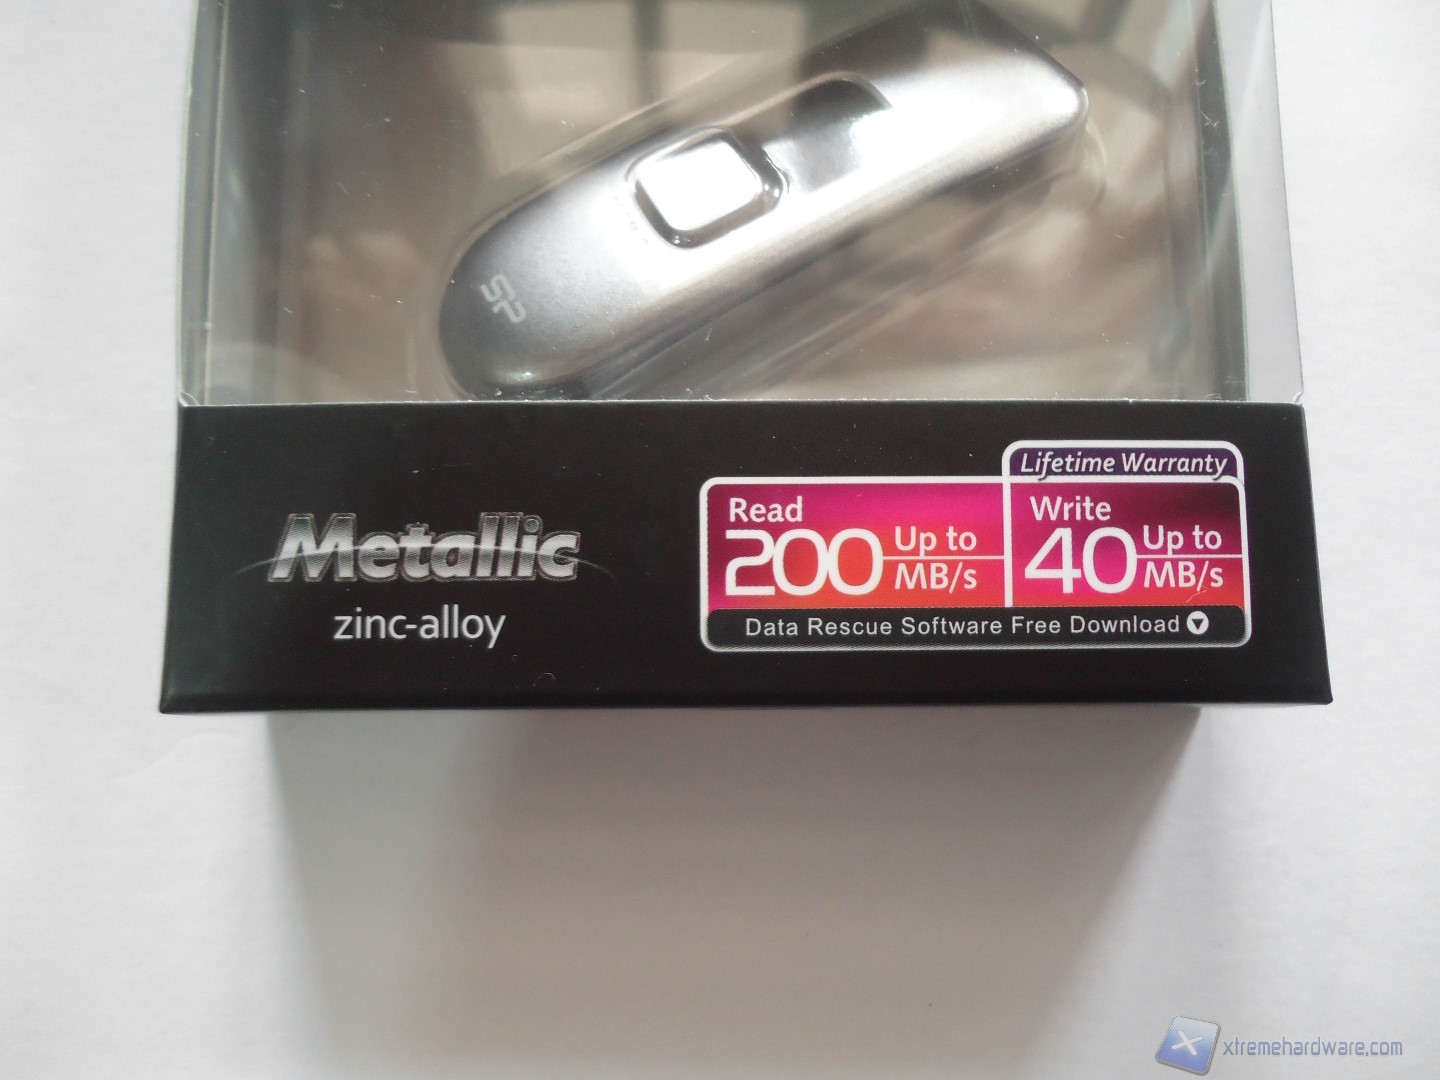 SP
Metallic
zinc-alloy
Lifetime Warranty
Read
200 Up to
MB/s
Write
40 Up to
MB/s
Data Rescue Software Free Download
xtremehardware.com